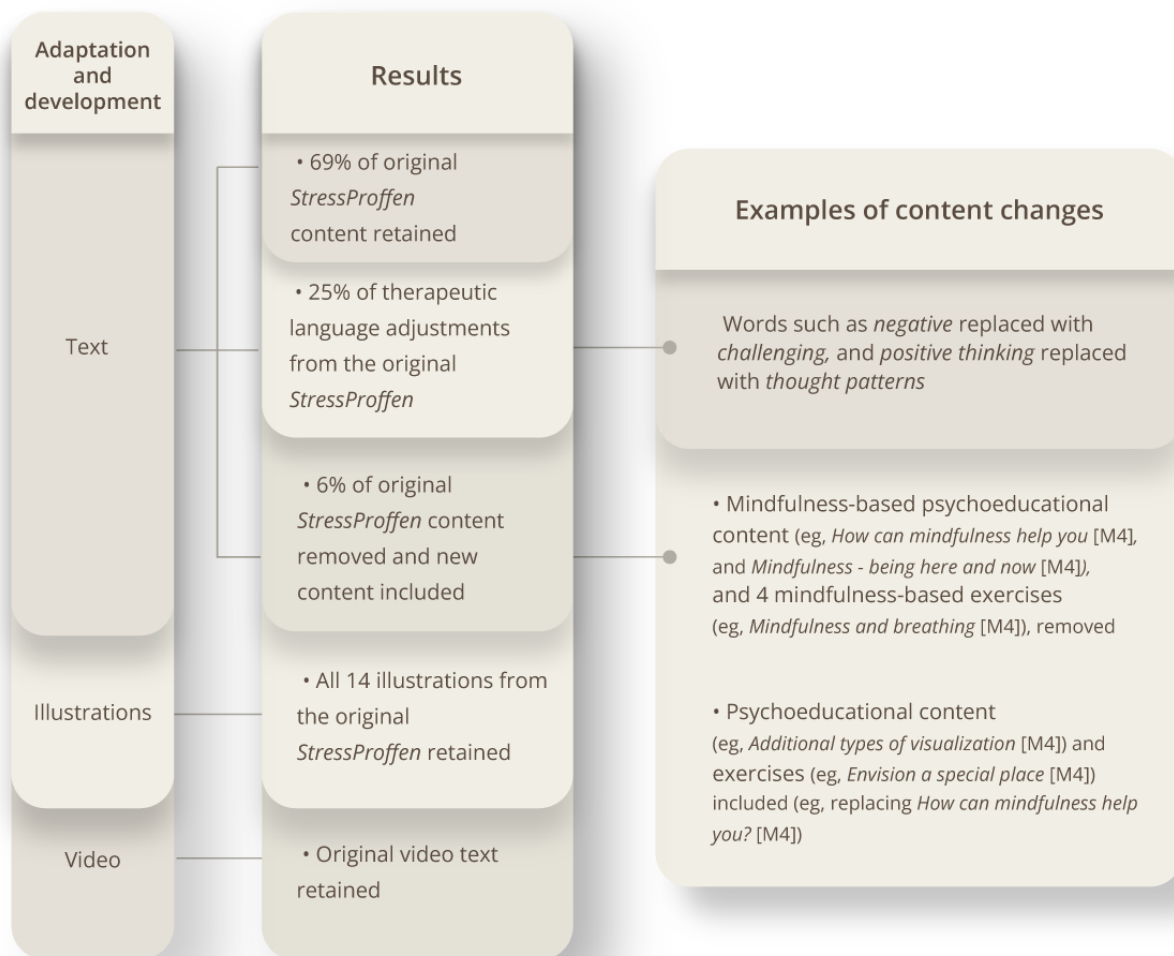 Adaptation
and
development
Text
Illustrations
Video
Results
• 69% of original
StressProffen
content retained
• 25% of therapeutic
language adjustments
from the original
StressProffen
• 6% of original
StressProffen content
removed and new
content included
• All 14 illustrations from
the original
StressProffen retained
• Original video text
retained
Examples of content changes
Words such as negative replaced with
challenging, and positive thinking replaced
with thought patterns
• Mindfulness-based psychoeducational
content (eg, How can mindfulness help you [M4],
and Mindfulness - being here and now [M4]),
and 4 mindfulness-based exercises
(eg, Mindfulness and breathing [M4]), removed
• Psychoeducational content
(eg, Additional types of visualization [M4]) and
exercises (eg, Envision a special place [M4])
included (eg, replacing How can mindfulness help
you? [M4])